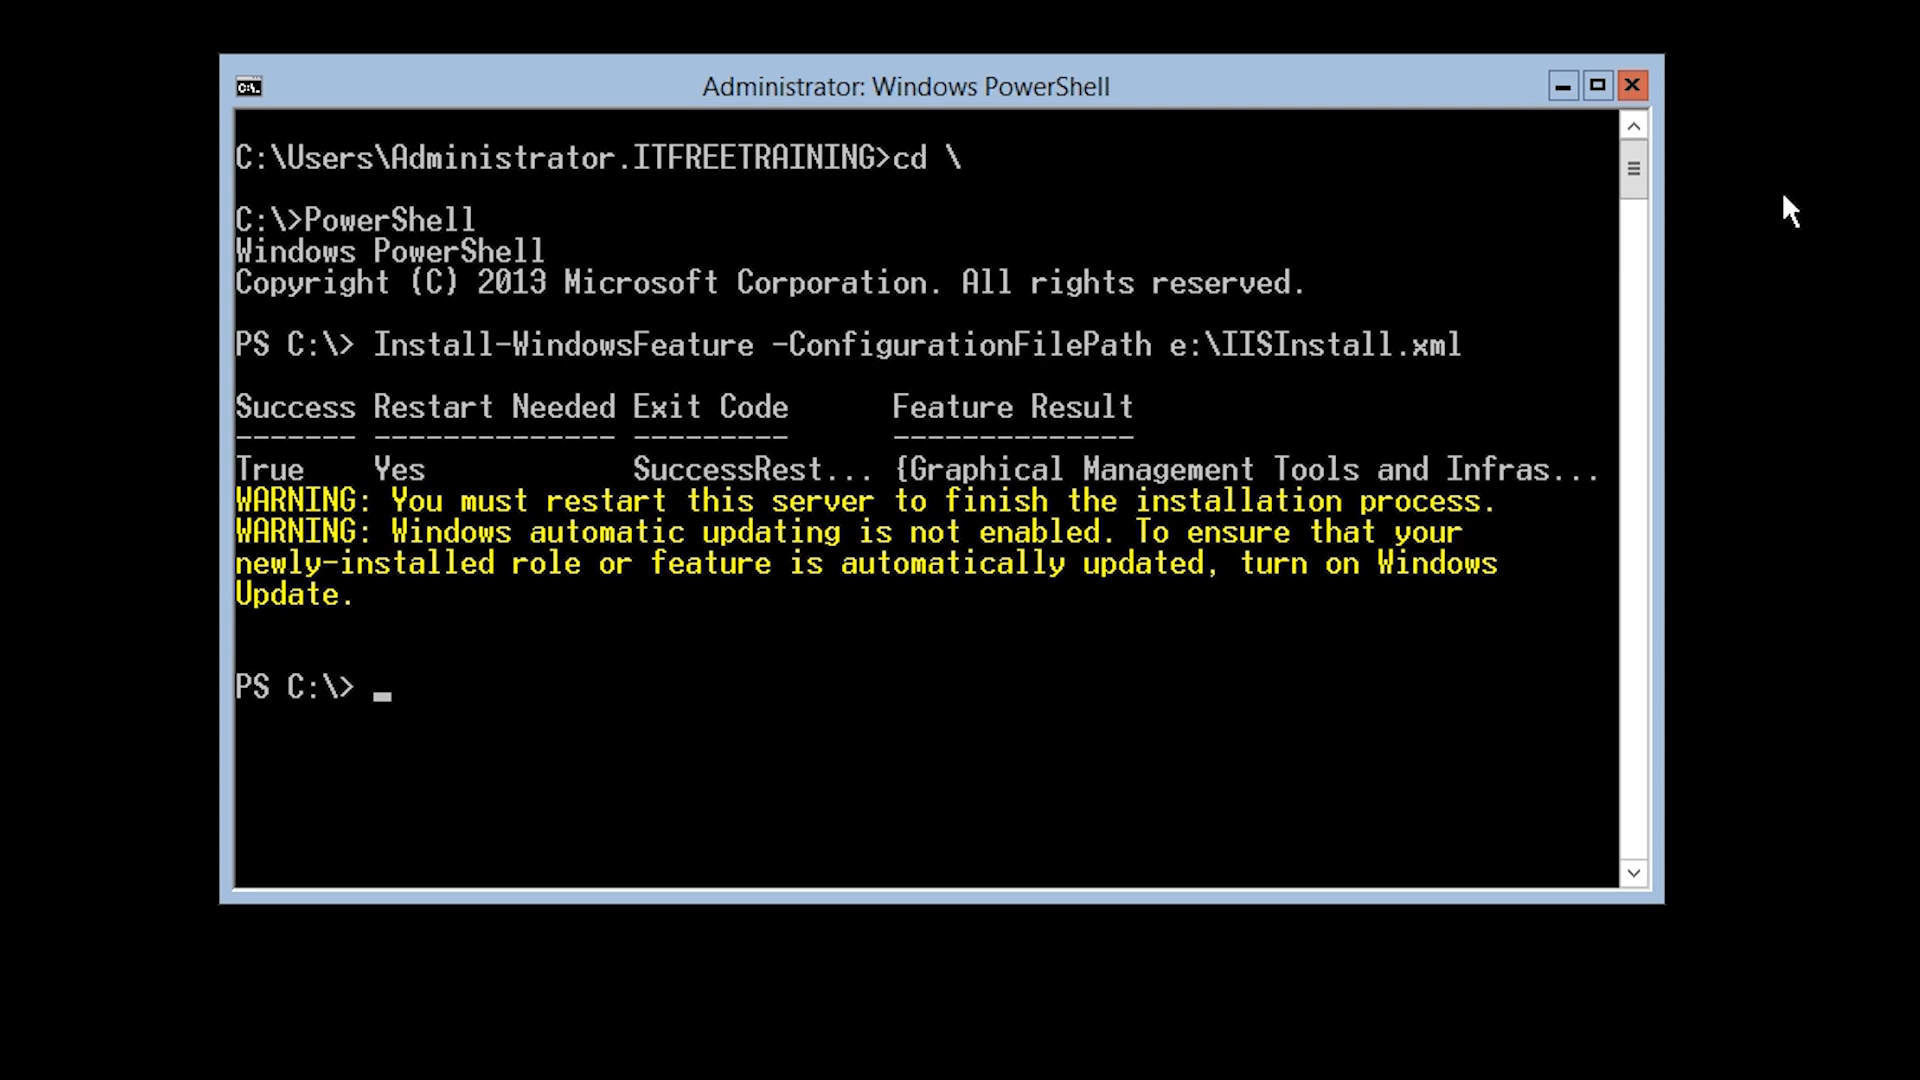 Administrator: Windows PowerShell
C:\Users\Administrator.ITFREETRAINING>cd \
C:\>PowerShell
Windows PowerShell
Copyright (C) 2013 Microsoft Corporation. All rights reserved.
PS C:\> Install-WindowsFeature -ConfigurationFilePath e:\IISInstall.xml
Success Restart Needed Exit Code      Feature Result
------- -------------- ---------      --------------
True    Yes            SuccessRest... {Graphical Management Tools and Infras...
WARNING: You must restart this server to finish the installation process.
WARNING: Windows automatic updating is not enabled. To ensure that your
newly-installed role or feature is automatically updated, turn on Windows
Update.
PS C:\> _